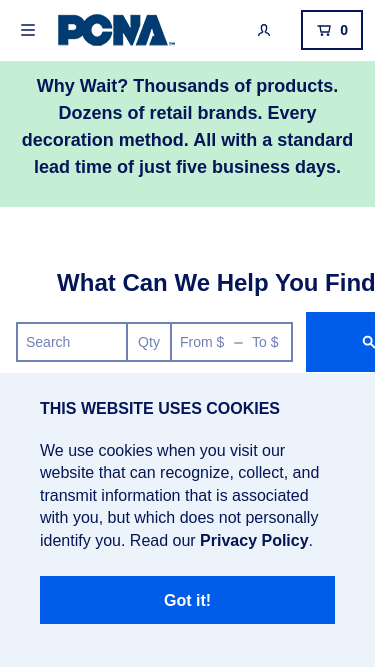 PCNA™
0
Why Wait? Thousands of products.
Dozens of retail brands. Every
decoration method. All with a standard
lead time of just five business days.
What Can We Help You Find
Search
Qty
From $ – To $
THIS WEBSITE USES COOKIES
We use cookies when you visit our
website that can recognize, collect, and
transmit information that is associated
with you, but which does not personally
identify you. Read our Privacy Policy.
Got it!